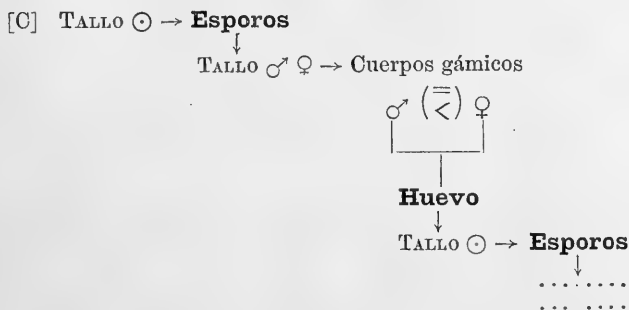 [C] TALLO ☉ → Esporos
↓
TALLO ♂ ♀ → Cuerpos gámicos
♂ (=<) ♀
Huevo
↓
TALLO ☉ → Esporos
↓
.........
... .....